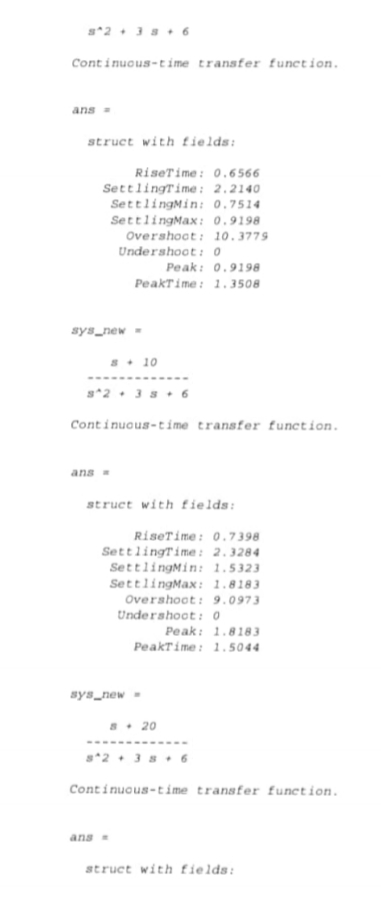 s^2 + 3 s + 6
Continuous-time transfer function.
ans =
struct with fields:
RiseTime: 0.6566
SettlingTime: 2.2140
SettlingMin: 0.7514
SettlingMax: 0.9198
Overshoot: 10.3779
Undershoot: 0
Peak: 0.9198
PeakTime: 1.3508
sys_new =
s + 10
-------------
s^2 + 3 s + 6
Continuous-time transfer function.
ans =
struct with fields:
RiseTime: 0.7398
SettlingTime: 2.3284
SettlingMin: 1.5323
SettlingMax: 1.8183
Overshoot: 9.0973
Undershoot: 0
Peak: 1.8183
PeakTime: 1.5044
sys_new =
s + 20
-------------
s^2 + 3 s + 6
Continuous-time transfer function.
ans =
struct with fields: